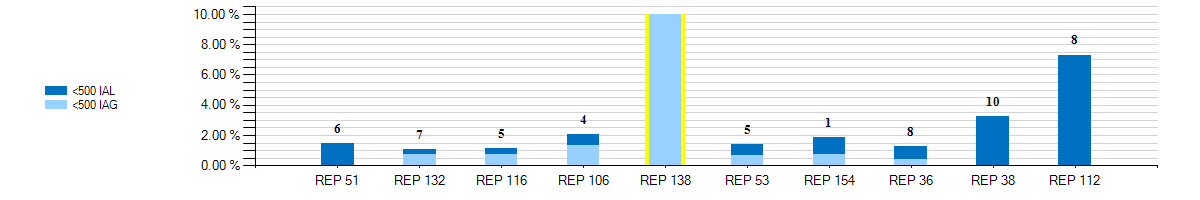 10.00 %
8.00 %
6.00 %
4.00 %
2.00 %
0.00 %
<500 IAL
<500 IAG
6
7
5
4
5
1
8
10
8
REP 51
REP 132
REP 116
REP 106
REP 138
REP 53
REP 154
REP 36
REP 38
REP 112